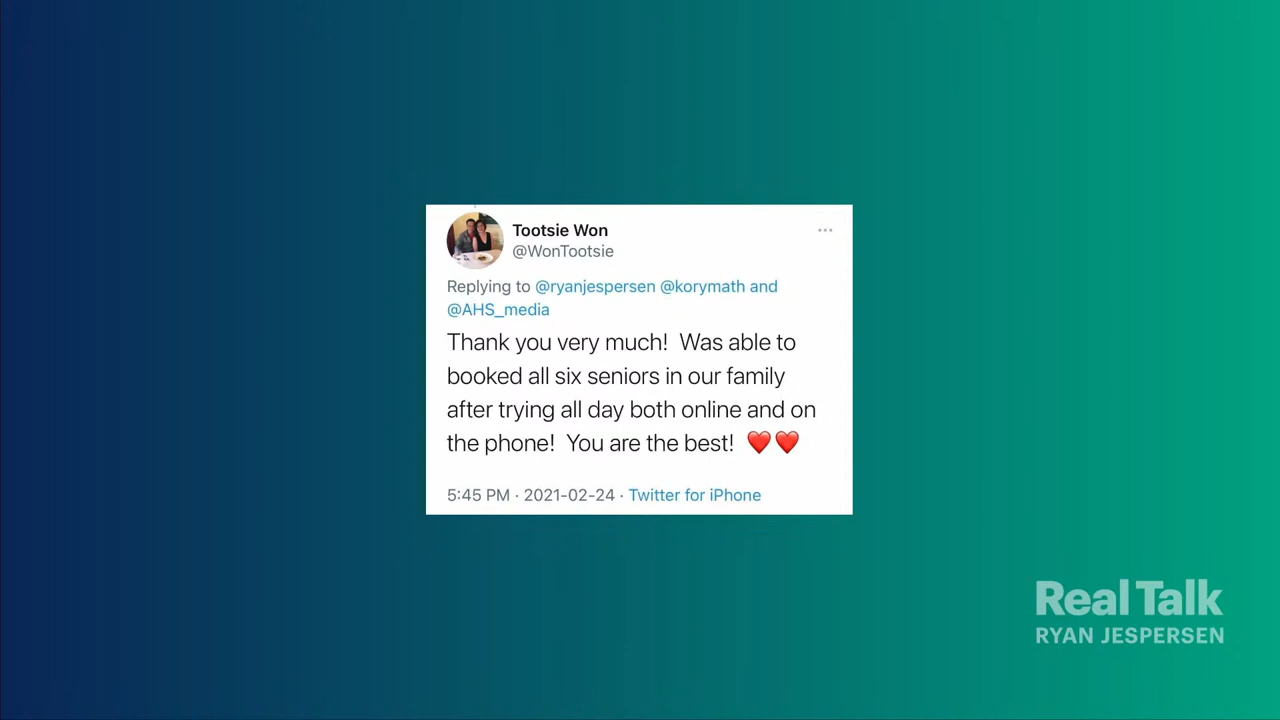 Tootsie Won
@WonTootsie
Replying to @ryanjespersen @korymath and
@AHS_media
Thank you very much! Was able to
booked all six seniors in our family
after trying all day both online and on
the phone! You are the best! ❤️❤️
5:45 PM · 2021-02-24 · Twitter for iPhone
Real Talk
RYAN JESPERSEN